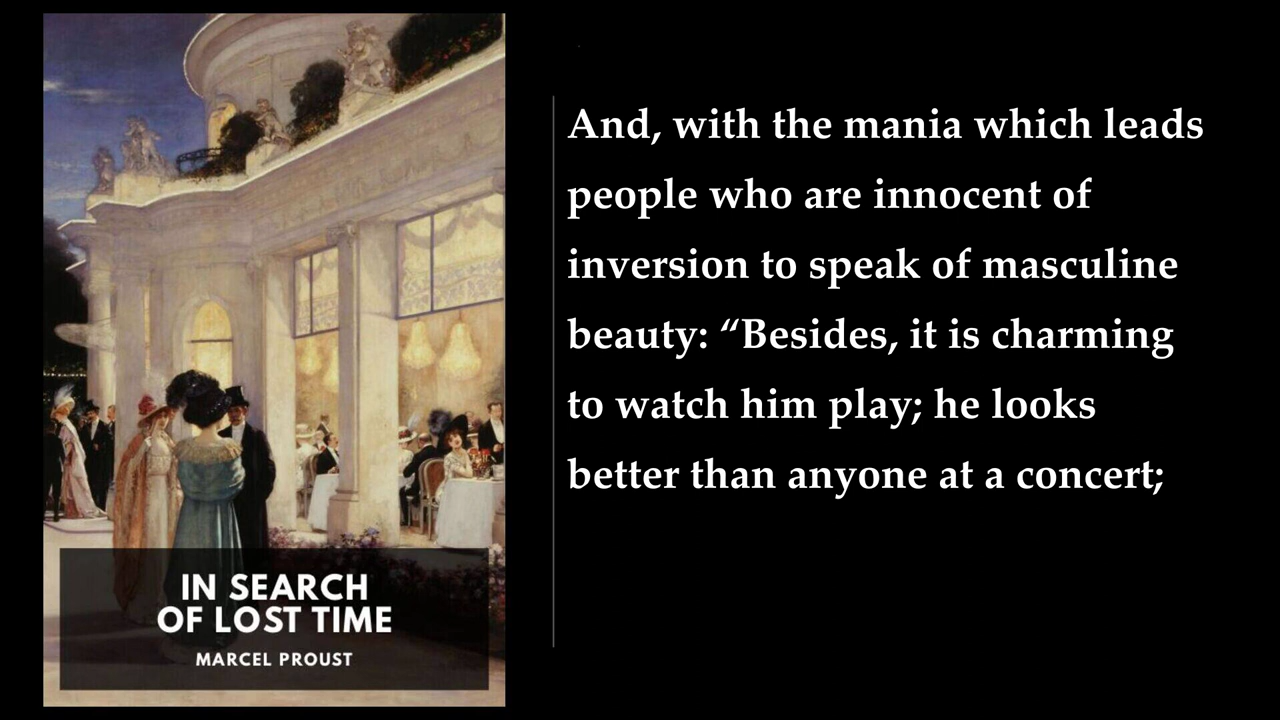 IN SEARCH
OF LOST TIME
MARCEL PROUST
And, with the mania which leads
people who are innocent of
inversion to speak of masculine
beauty: “Besides, it is charming
to watch him play; he looks
better than anyone at a concert;